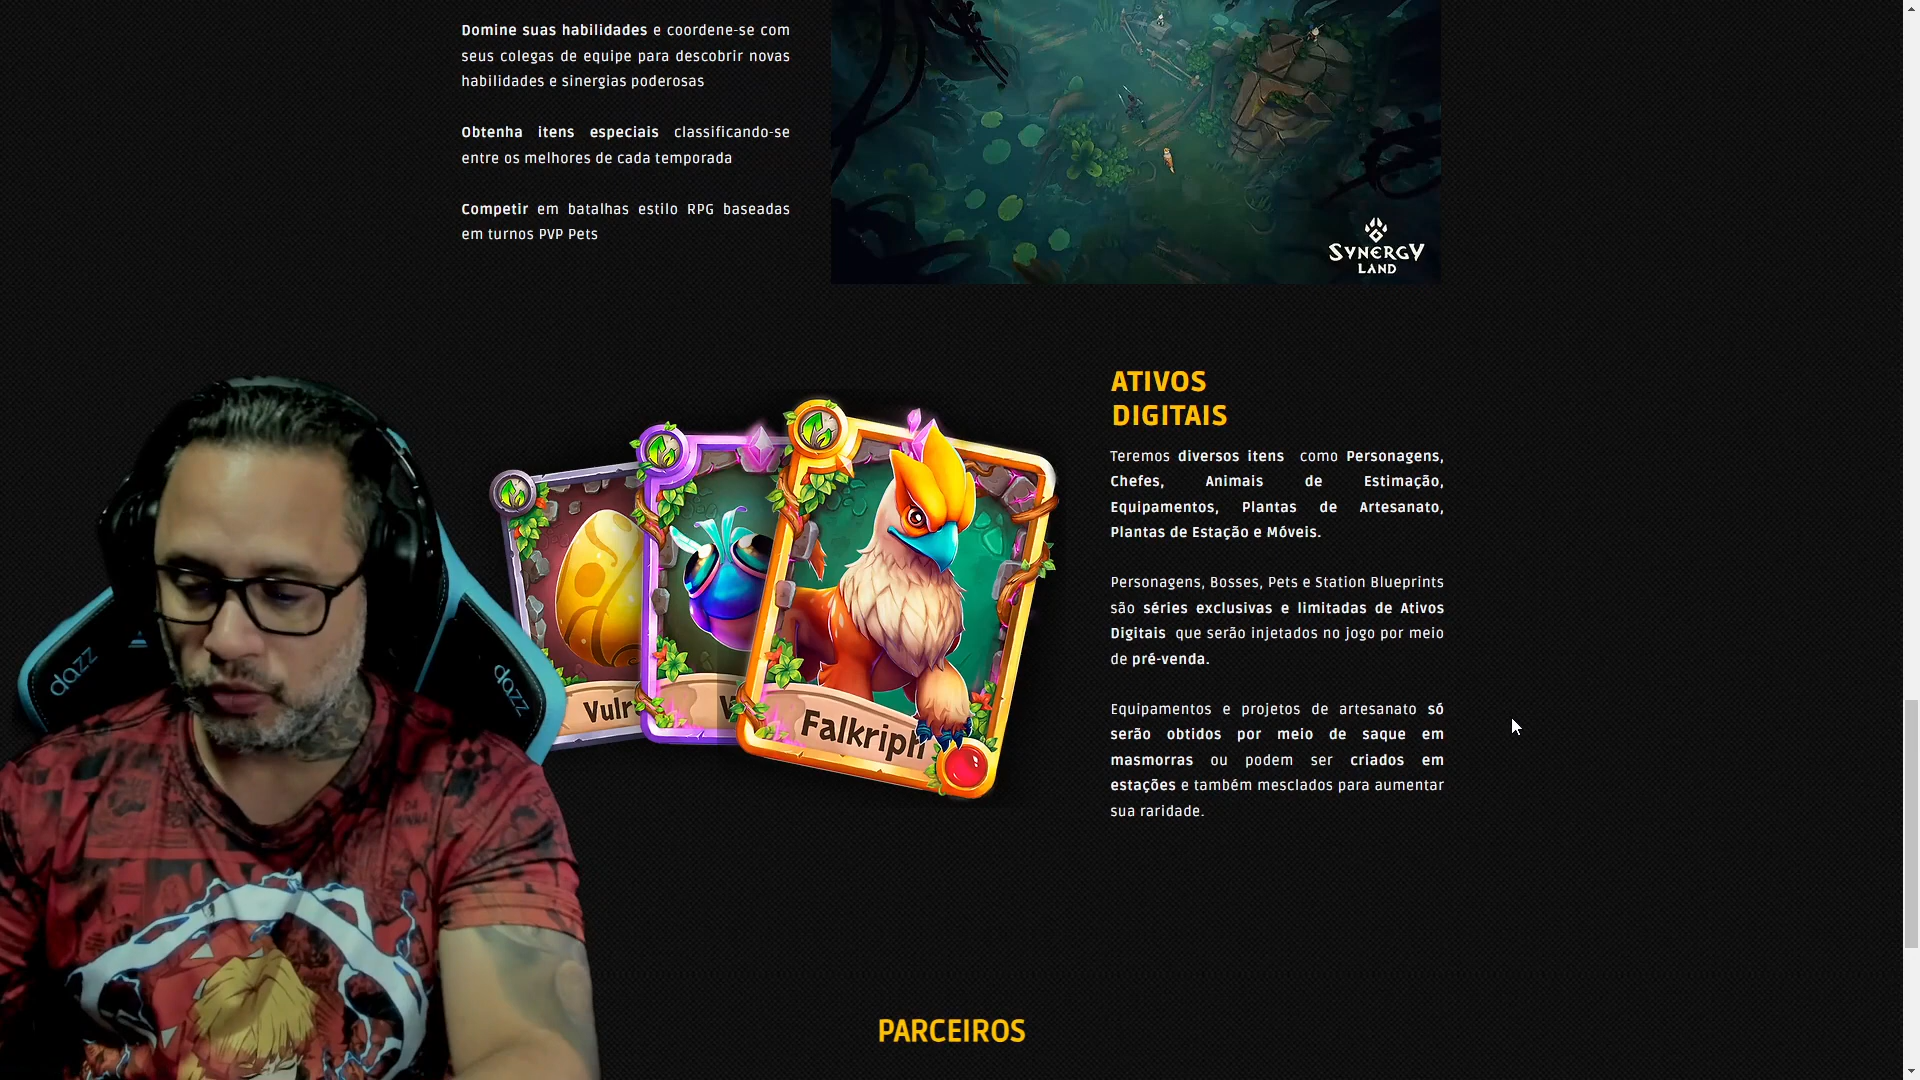 Domine suas habilidades e coordene-se com
seus colegas de equipe para descobrir novas
habilidades e sinergias poderosas
Obtenha itens especiais classificando-se
entre os melhores de cada temporada
Competir em batalhas estilo RPG baseadas
em turnos PVP Pets
SYNERGY
LAND
ATIVOS
DIGITAIS
Teremos diversos itens como Personagens,
Chefes, Animais de Estimação,
Equipamentos, Plantas de Artesanato,
Plantas de Estação e Móveis.
Personagens, Bosses, Pets e Station Blueprints
são séries exclusivas e limitadas de Ativos
Digitais que serão injetados no jogo por meio
de pré-venda.
Equipamentos e projetos de artesanato só
serão obtidos por meio de saque em
masmorras ou podem ser criados em
estações e também mesclados para aumentar
sua raridade.
Vulr
V
Falkriph
dazz
dazz
PARCEIROS